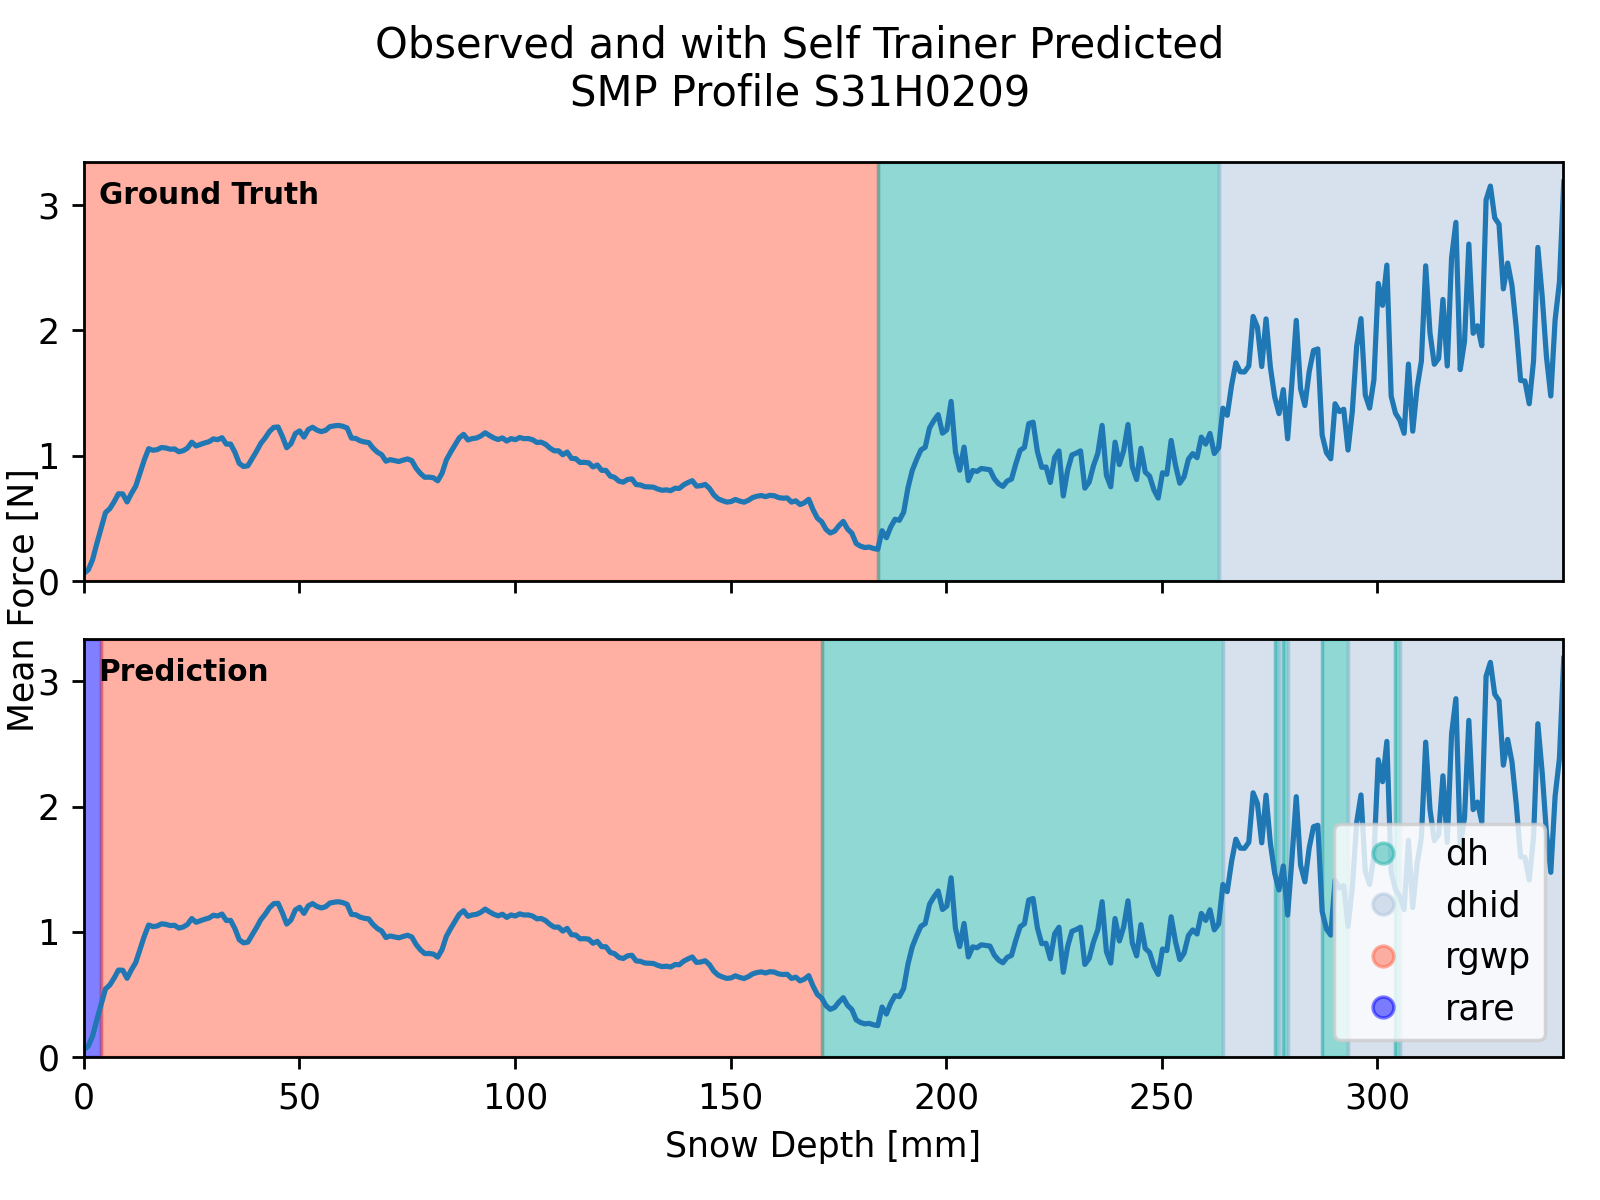 Observed and with Self Trainer Predicted
SMP Profile S31H0209
Ground Truth
3
2
1
0
Mean Force [N]
Prediction
3
2
1
0
dh
dhid
rgwp
rare
0 50 100 150 200 250 300
Snow Depth [mm]